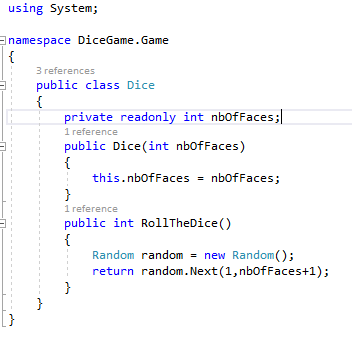 using System;
namespace DiceGame.Game
{
3 references
public class Dice
{
private readonly int nbOfFaces;
1 reference
public Dice(int nbOfFaces)
{
this.nbOfFaces = nbOfFaces;
}
1 reference
public int RollTheDice()
{
Random random = new Random();
return random.Next(1,nbOfFaces+1);
}
}
}